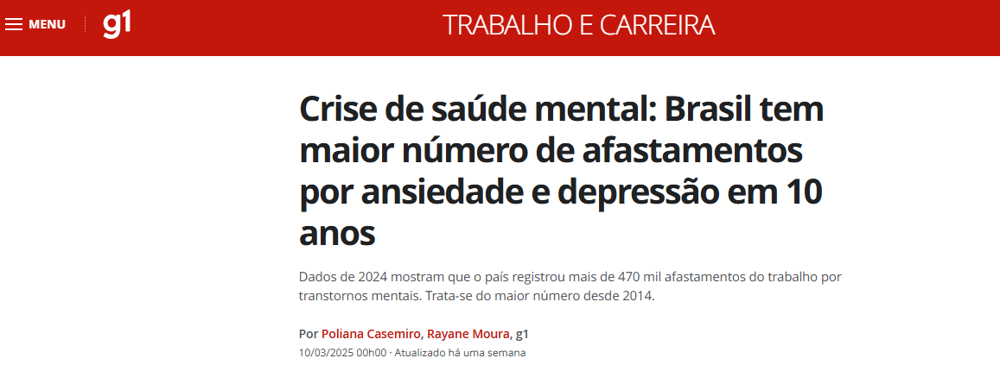 MENU
g1
TRABALHO E CARREIRA
Crise de saúde mental: Brasil tem
maior número de afastamentos
por ansiedade e depressão em 10
anos
Dados de 2024 mostram que o país registrou mais de 470 mil afastamentos do trabalho por
transtornos mentais. Trata-se do maior número desde 2014.
Por Poliana Casemiro, Rayane Moura, g1
10/03/2025 00h00 · Atualizado há uma semana